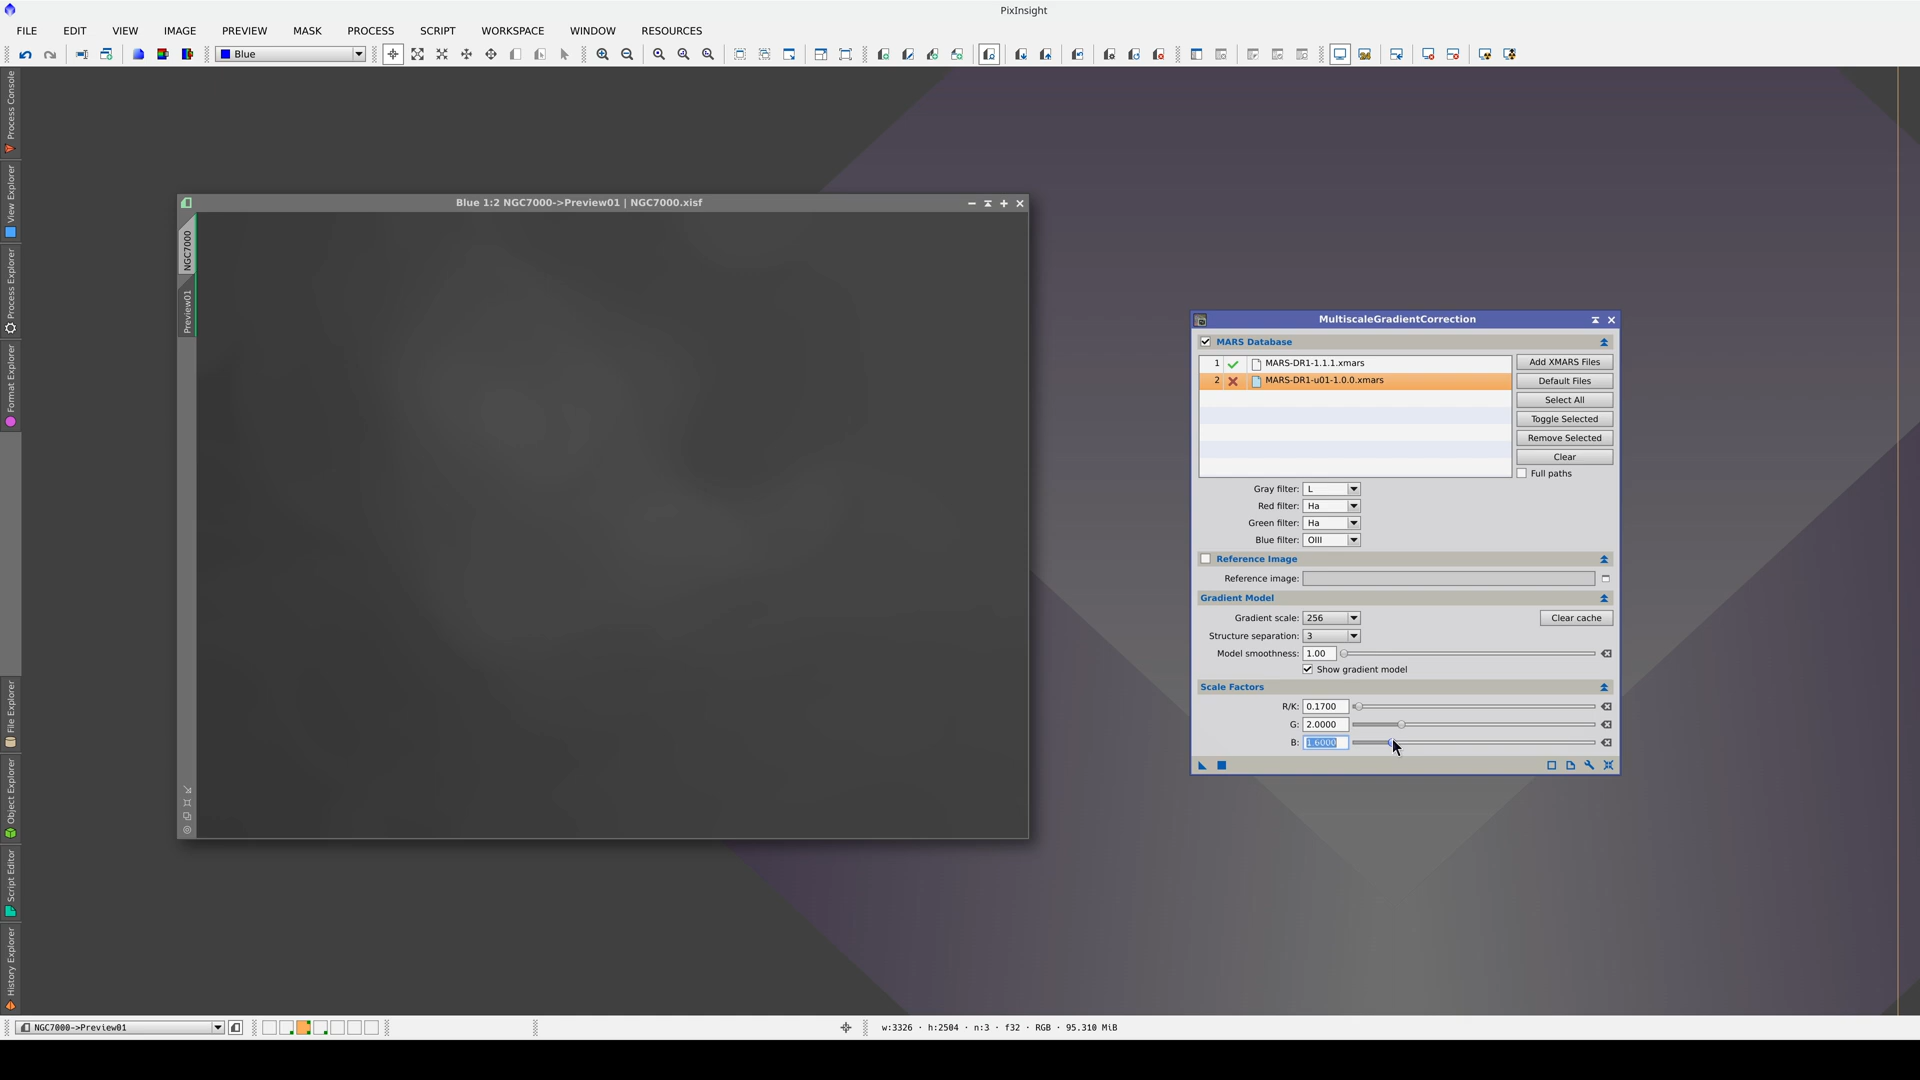 PixInsight
FILE EDIT VIEW IMAGE PREVIEW MASK PROCESS SCRIPT WORKSPACE WINDOW RESOURCES
Blue
Process Console
View Explorer
Process Explorer
Format Explorer
File Explorer
Object Explorer
Script Editor
History Explorer
Blue 1:2 NGC7000->Preview01 | NGC7000.xisf
NGC7000
Preview01
MultiscaleGradientCorrection
MARS Database
1 MARS-DR1-1.1.1.xmars
2 MARS-DR1-u01-1.0.0.xmars
Add XMARS Files
Default Files
Select All
Toggle Selected
Remove Selected
Clear
Full paths
Gray filter: L
Red filter: Ha
Green filter: Ha
Blue filter: OIII
Reference Image
Reference image:
Gradient Model
Gradient scale: 256 Clear cache
Structure separation: 3
Model smoothness: 1.00
Show gradient model
Scale Factors
R/K: 0.1700
G: 2.0000
B: 1.6000
NGC7000->Preview01
w:3326 · h:2504 · n:3 · f32 · RGB · 95.310 MiB